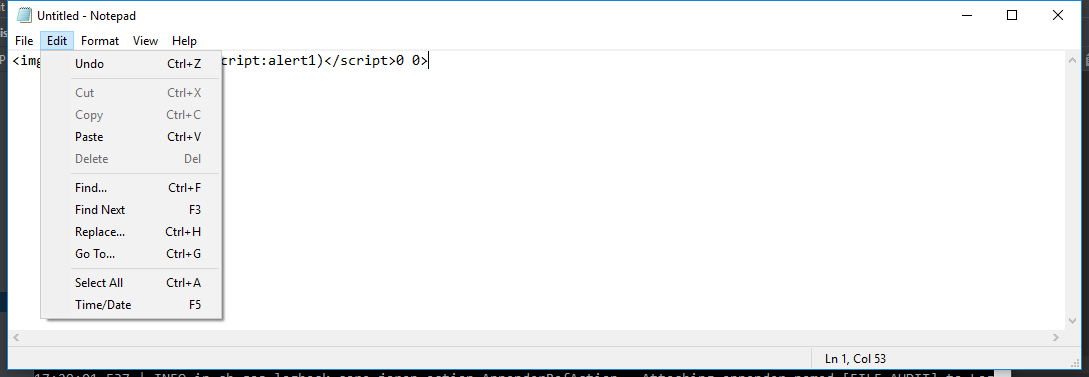 Untitled - Notepad
File Edit Format View Help
<img cript:alert1)</script>0 0>
Undo Ctrl+Z
Cut Ctrl+X
Copy Ctrl+C
Paste Ctrl+V
Delete Del
Find... Ctrl+F
Find Next F3
Replace... Ctrl+H
Go To... Ctrl+G
Select All Ctrl+A
Time/Date F5
Ln 1, Col 53